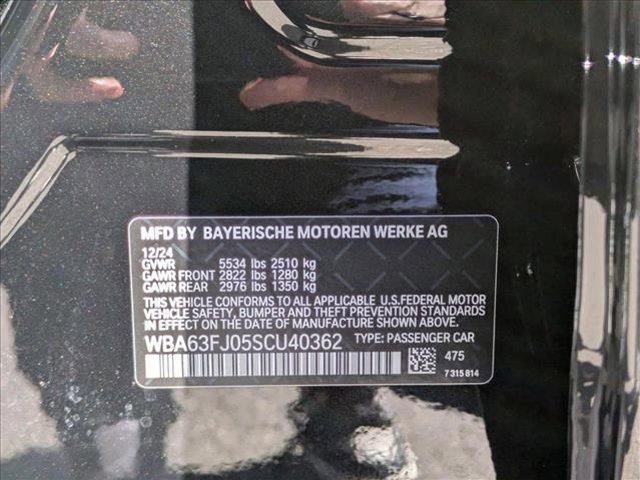 MFD BY BAYERISCHE MOTOREN WERKE AG
12/24
GVWR 5534 lbs 2510 kg
GAWR FRONT 2822 lbs 1280 kg
GAWR REAR 2976 lbs 1350 kg
THIS VEHICLE CONFORMS TO ALL APPLICABLE U.S.FEDERAL MOTOR
VEHICLE SAFETY, BUMPER AND THEFT PREVENTION STANDARDS
IN EFFECT ON THE DATE OF MANUFACTURE SHOWN ABOVE.
WBA63FJ05SCU40362 TYPE: PASSENGER CAR
475
7 315 814